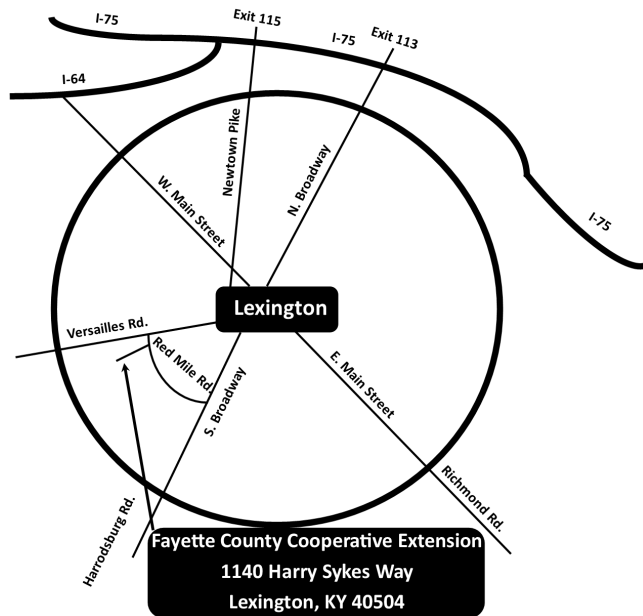 I-75
Exit 115
I-75
Exit 113
I-64
Newtown Pike
N. Broadway
W. Main Street
I-75
Lexington
Versailles Rd.
Red Mile Rd.
E. Main Street
S. Broadway
Harrodsburg Rd.
Richmond Rd.
Fayette County Cooperative Extension
1140 Harry Sykes Way
Lexington, KY 40504